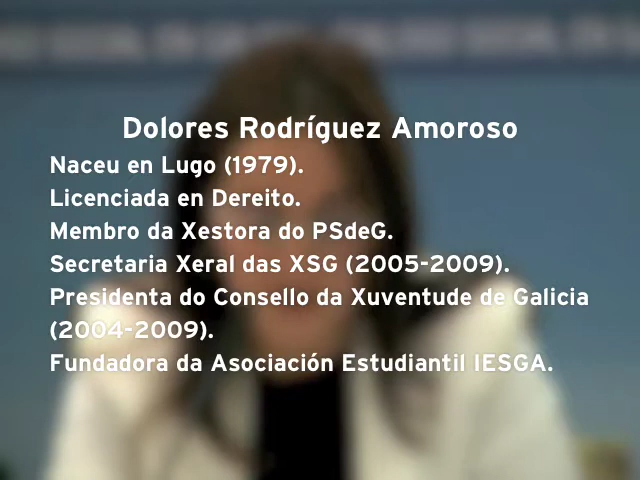 Dolores Rodríguez Amoroso
Naceu en Lugo (1979).
Licenciada en Dereito.
Membro da Xestora do PSdeG.
Secretaria Xeral das XSG (2005-2009).
Presidenta do Consello da Xuventude de Galicia
(2004-2009).
Fundadora da Asociación Estudiantil IESGA.